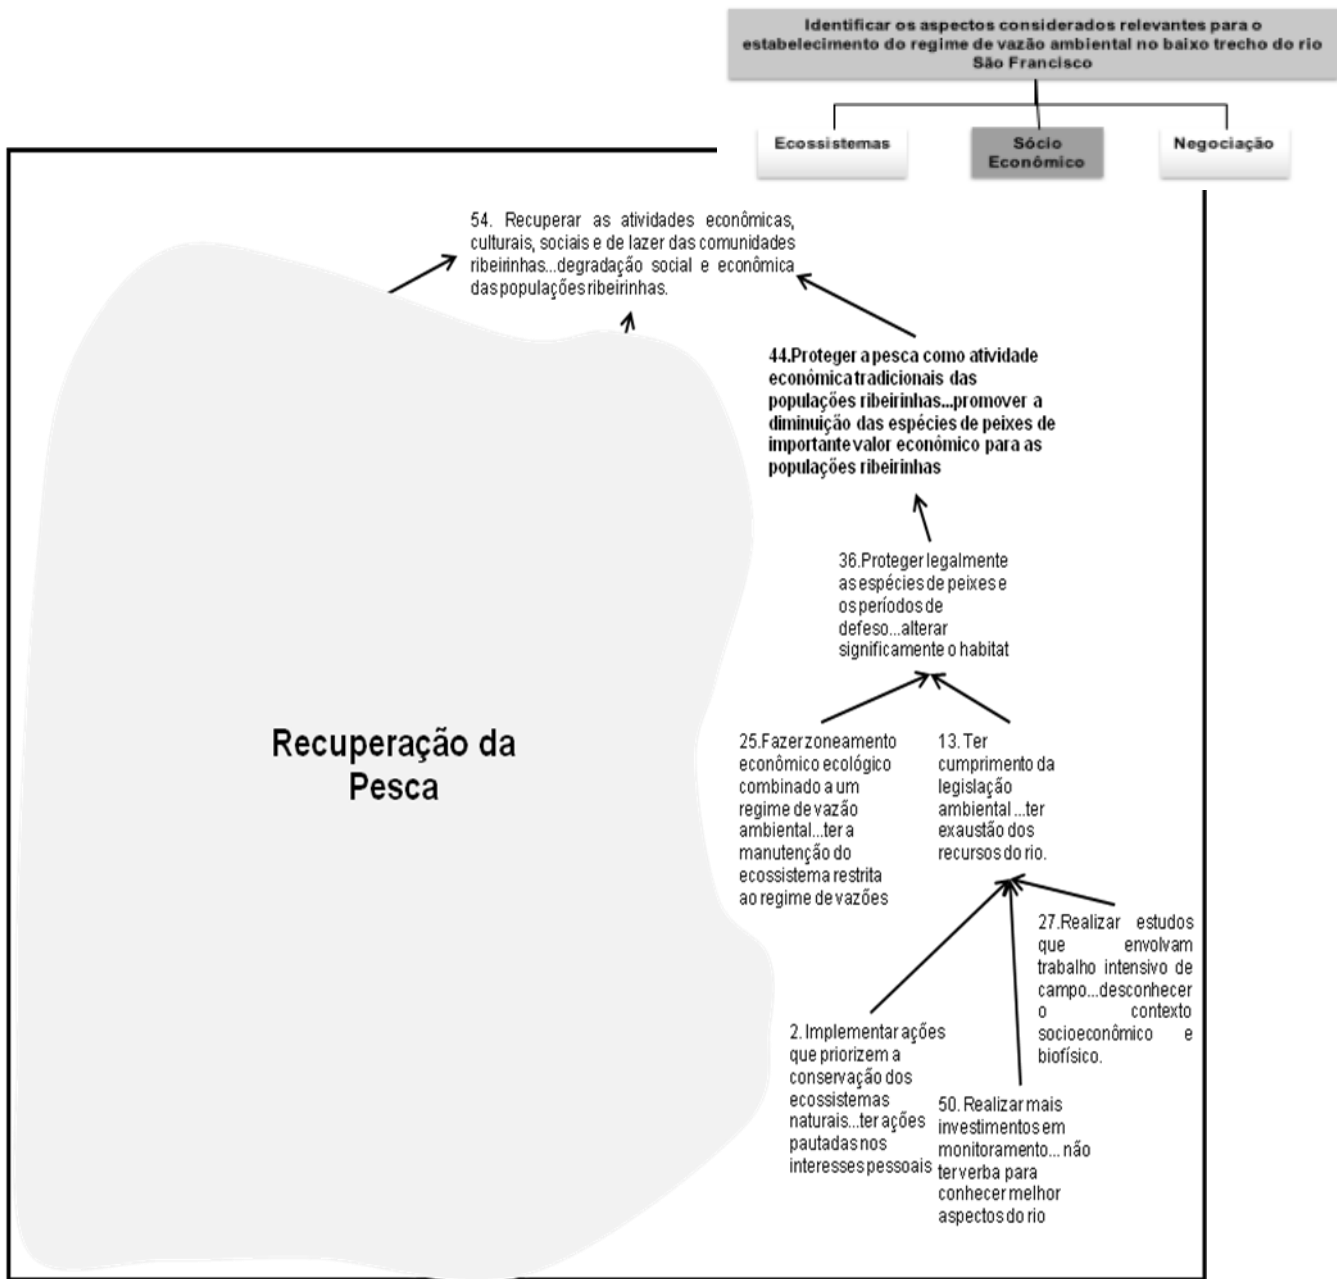 Identificar os aspectos considerados relevantes para o
estabelecimento do regime de vazão ambiental no baixo trecho do rio
São Francisco
Ecossistemas
Sócio
Econômico
Negociação
54. Recuperar as atividades econômicas,
culturais, sociais e de lazer das comunidades
ribeirinhas...degradação social e econômica
das populações ribeirinhas.
44.Proteger a pesca como atividade
econômica tradicionais das
populações ribeirinhas...promover a
diminuição das espécies de peixes de
importante valor econômico para as
populações ribeirinhas
36.Proteger legalmente
as espécies de peixes e
os períodos de
defeso...alterar
significamente o habitat
Recuperação da
Pesca
25.Fazer zoneamento
econômico ecológico
combinado a um
regime de vazão
ambiental...ter a
manutenção do
ecossistema restrita
ao regime de vazões
13. Ter
cumprimento da
legislação
ambiental ...ter
exaustão dos
recursos do rio.
27.Realizar estudos
que envolvam
trabalho intensivo de
campo...desconhecer
o contexto
socioeconômico e
biofísico.
2. Implementar ações
que priorizem a
conservação dos
ecossistemas
naturais...ter ações
pautadas nos
interesses pessoais
50. Realizar mais
investimentos em
monitoramento... não
ter verba para
conhecer melhor
aspectos do rio